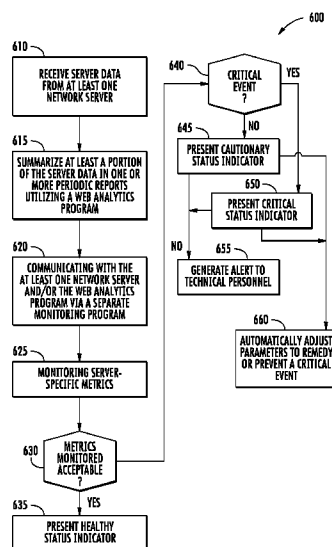 600
610
RECEIVE SERVER DATA
FROM AT LEAST ONE
NETWORK SERVER
615
SUMMARIZE AT LEAST A PORTION
OF THE SERVER DATA IN ONE OR
MORE PERIODIC REPORTS
UTILIZING A WEB ANALYTICS
PROGRAM
620
COMMUNICATING WITH THE
AT LEAST ONE NETWORK SERVER
AND/OR THE WEB ANALYTICS
PROGRAM VIA A SEPARATE
MONITORING PROGRAM
625
MONITORING SERVER-
SPECIFIC METRICS
630
METRICS
MONITORED
ACCEPTABLE
?
YES
635
PRESENT HEALTHY
STATUS INDICATOR
640
CRITICAL
EVENT
?
YES
NO
645
PRESENT CAUTIONARY
STATUS INDICATOR
650
PRESENT CRITICAL
STATUS INDICATOR
NO
655
GENERATE ALERT TO
TECHNICAL PERSONNEL
660
AUTOMATICALLY ADJUST
PARAMETERS TO REMEDY
OR PREVENT A CRITICAL
EVENT